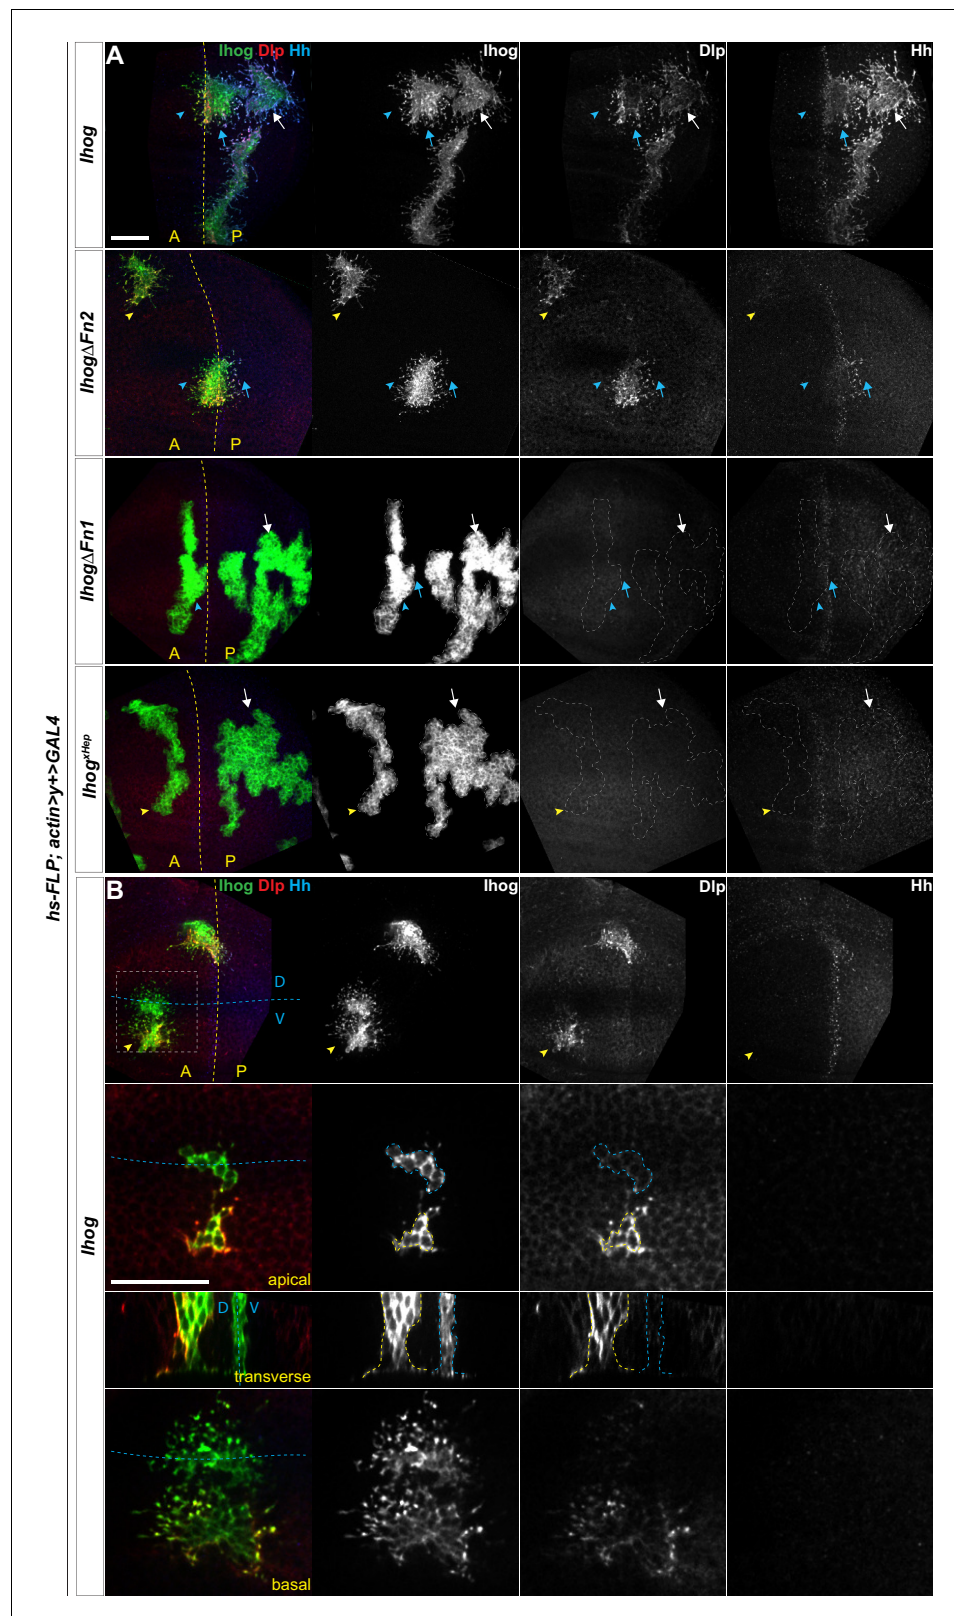 hs-FLP; actin>y+>GAL4
A
Ihog Dlp Hh
Ihog
Dlp
Hh
Ihog
A P
IhogΔFn2
A P
IhogΔFn1
A P
Ihog^xHep
A P
B
Ihog Dlp Hh
Ihog
Dlp
Hh
D
V
A P
Ihog
apical
D V
transverse
basal